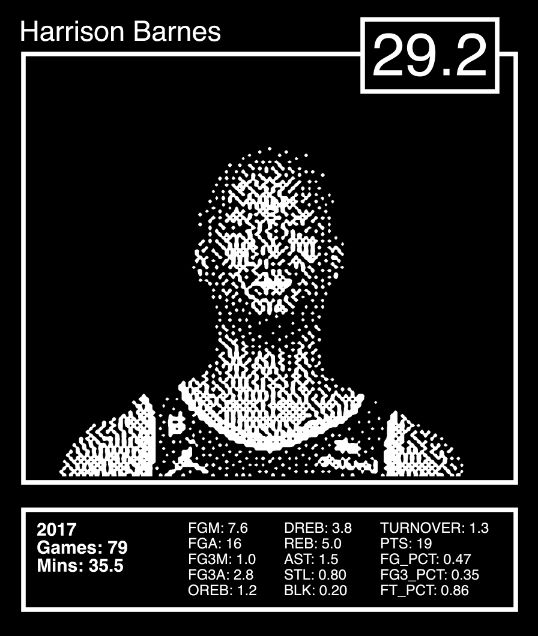 Harrison Barnes
29.2
2017
Games: 79
Mins: 35.5
FGM: 7.6
FGA: 16
FG3M: 1.0
FG3A: 2.8
OREB: 1.2
DREB: 3.8
REB: 5.0
AST: 1.5
STL: 0.80
BLK: 0.20
TURNOVER: 1.3
PTS: 19
FG_PCT: 0.47
FG3_PCT: 0.35
FT_PCT: 0.86